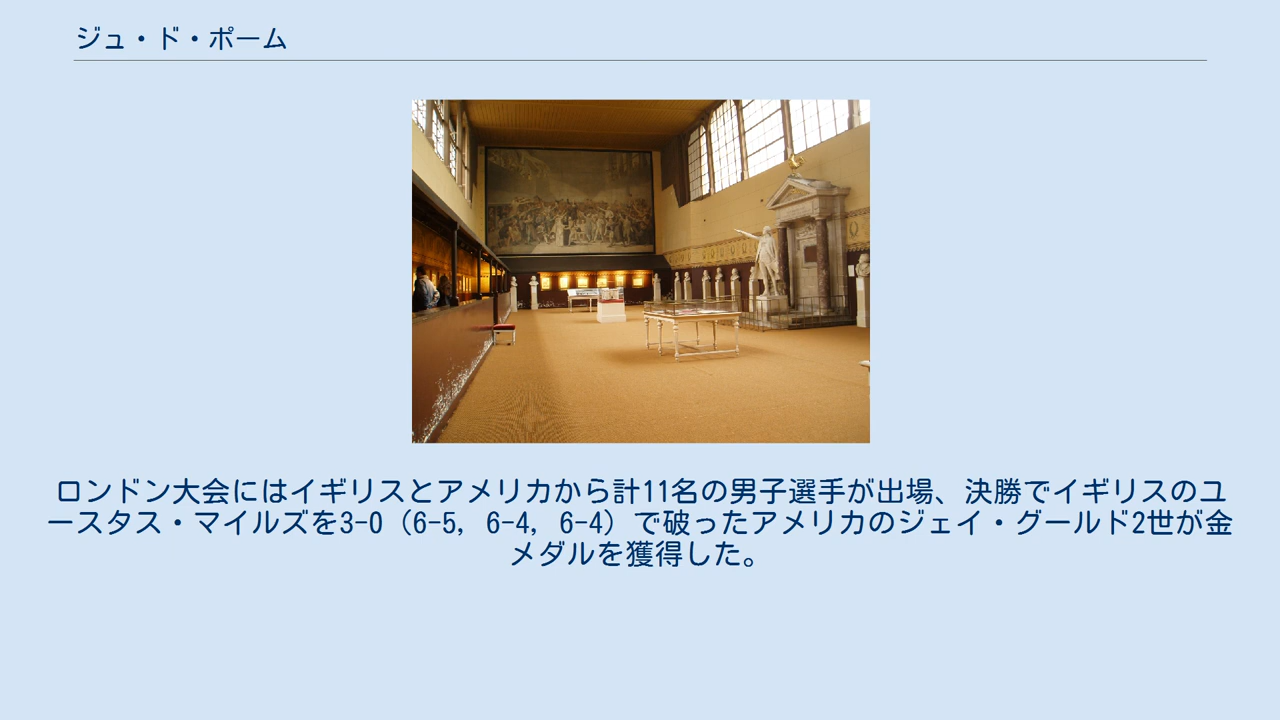 ジュ・ド・ポーム
ロンドン大会にはイギリスとアメリカから計11名の男子選手が出場、決勝でイギリスのユ
ースタス・マイルズを3-0（6-5, 6-4, 6-4）で破ったアメリカのジェイ・グールド2世が金
メダルを獲得した。